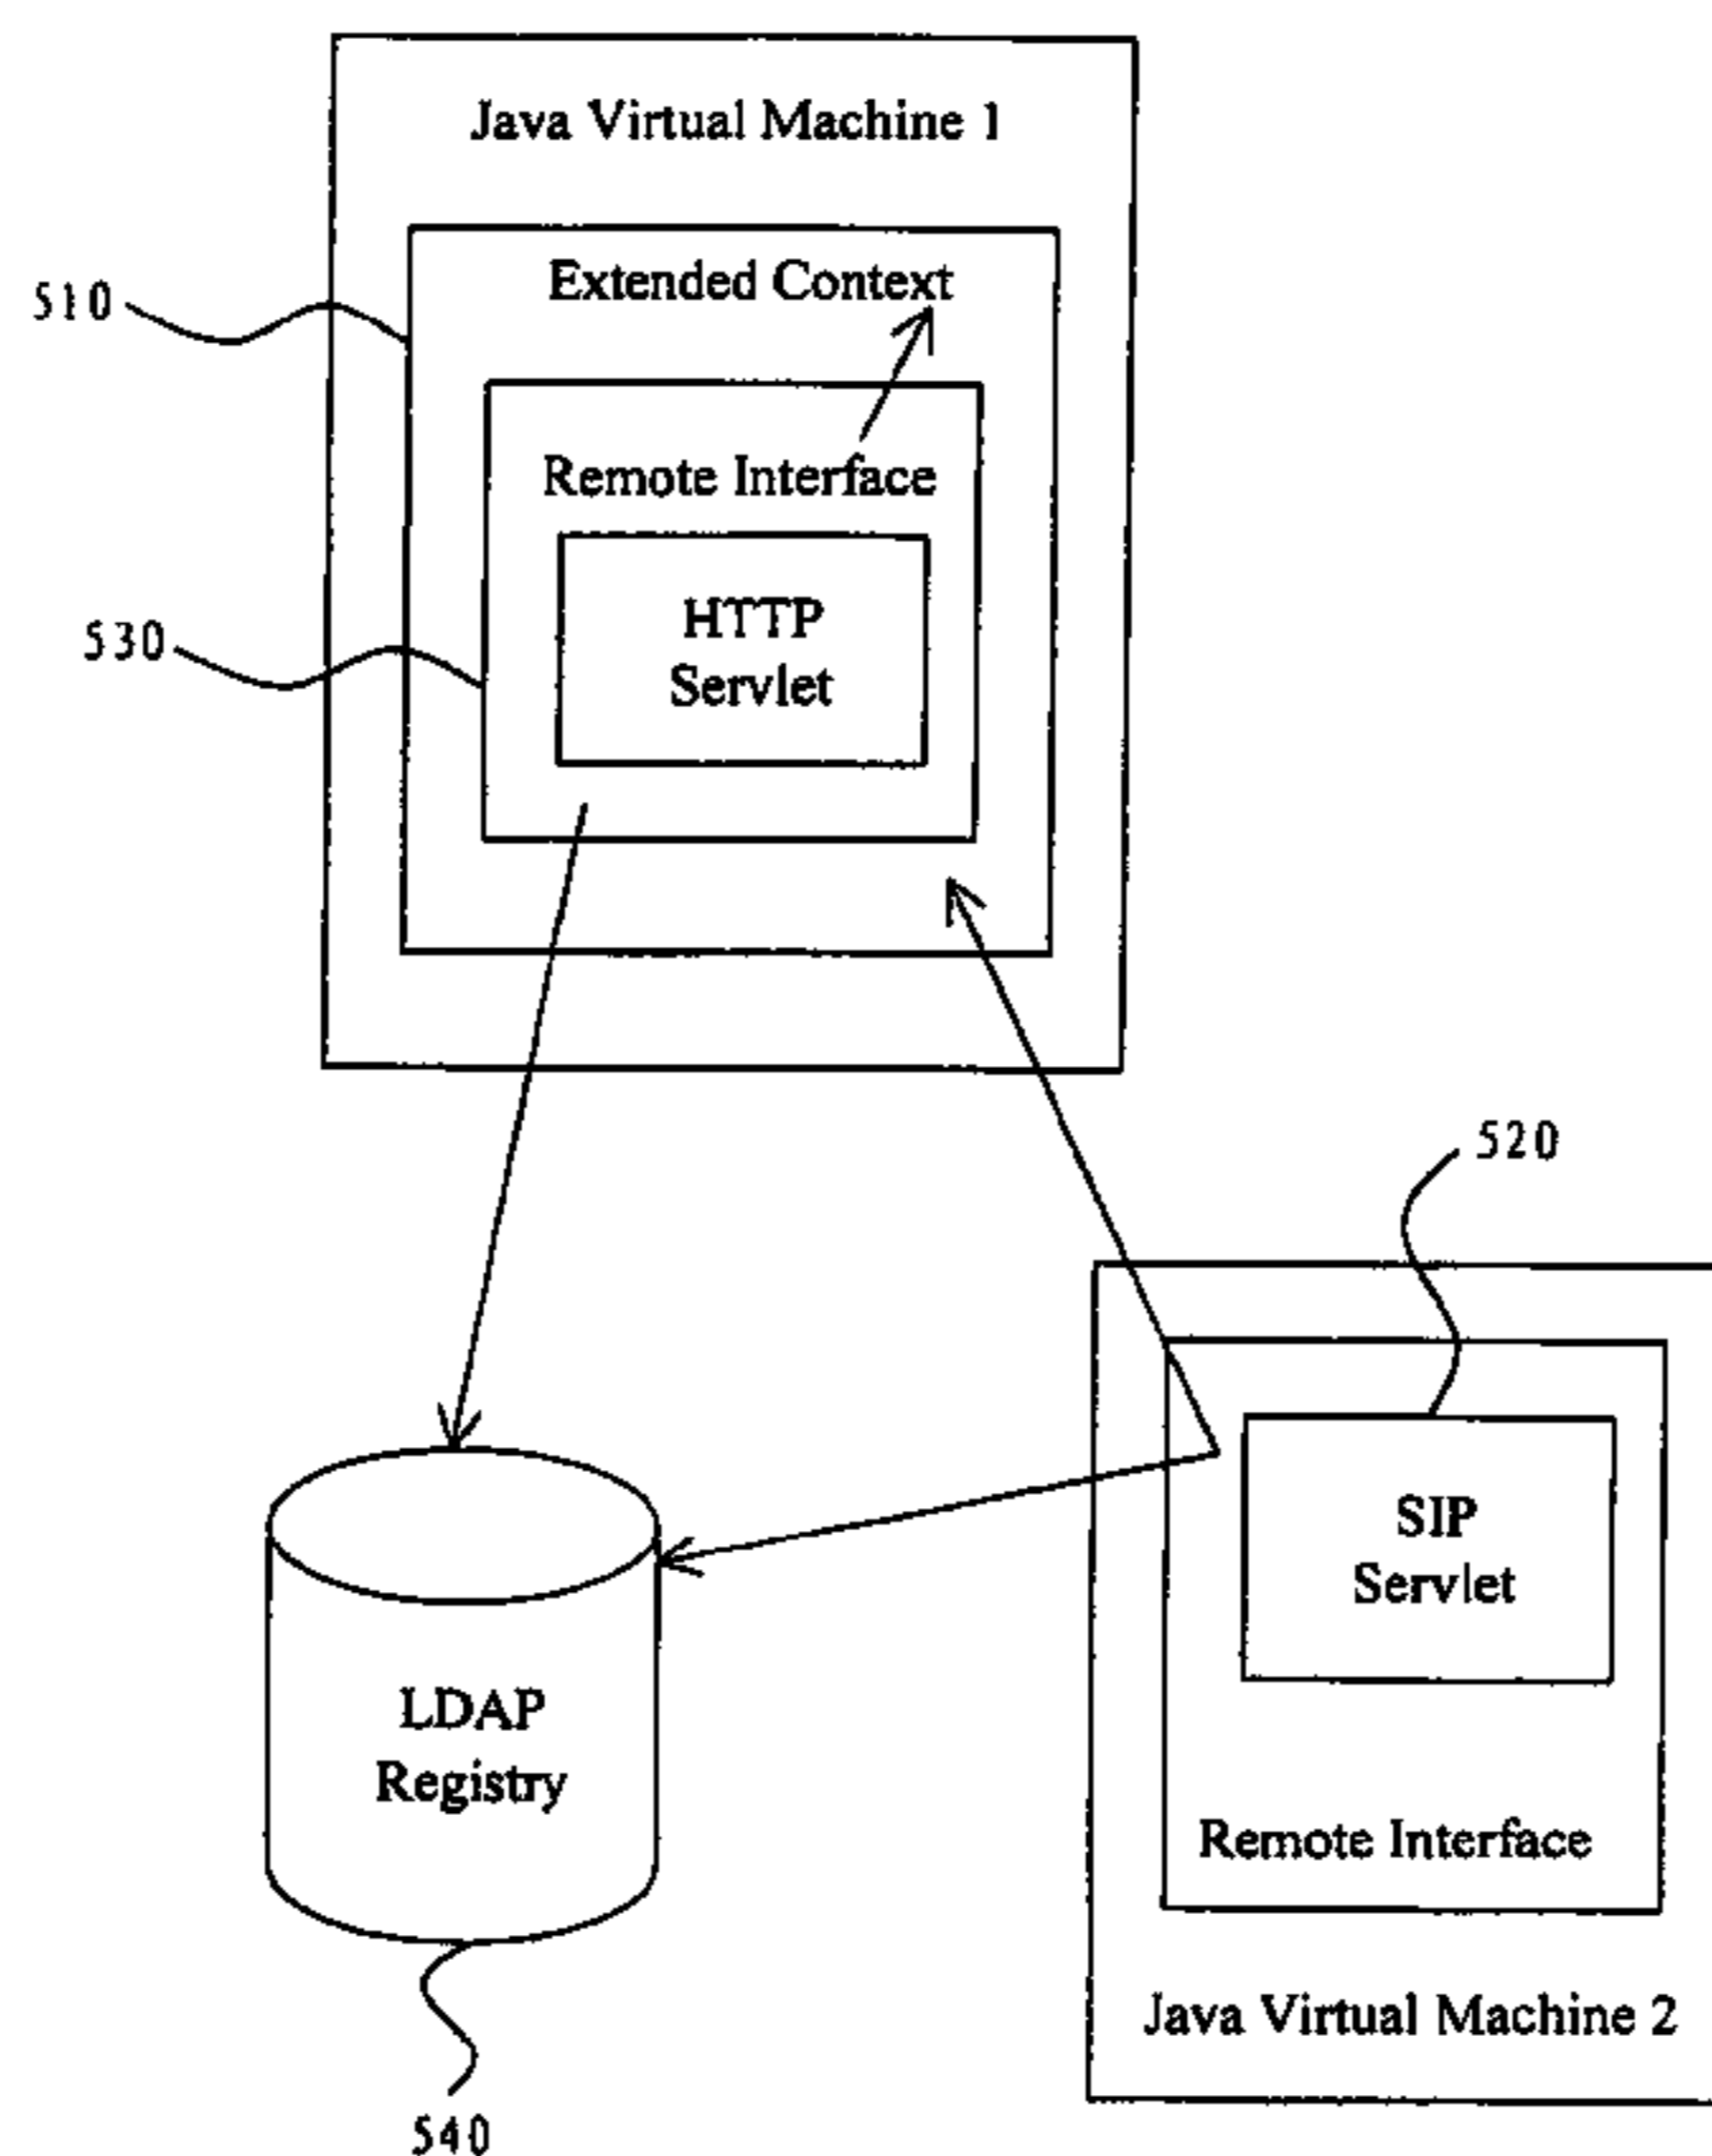 Java Virtual Machine 1
Extended Context
510
Remote Interface
HTTP
Servlet
530
520
SIP
Servlet
LDAP
Registry
Remote Interface
Java Virtual Machine 2
540